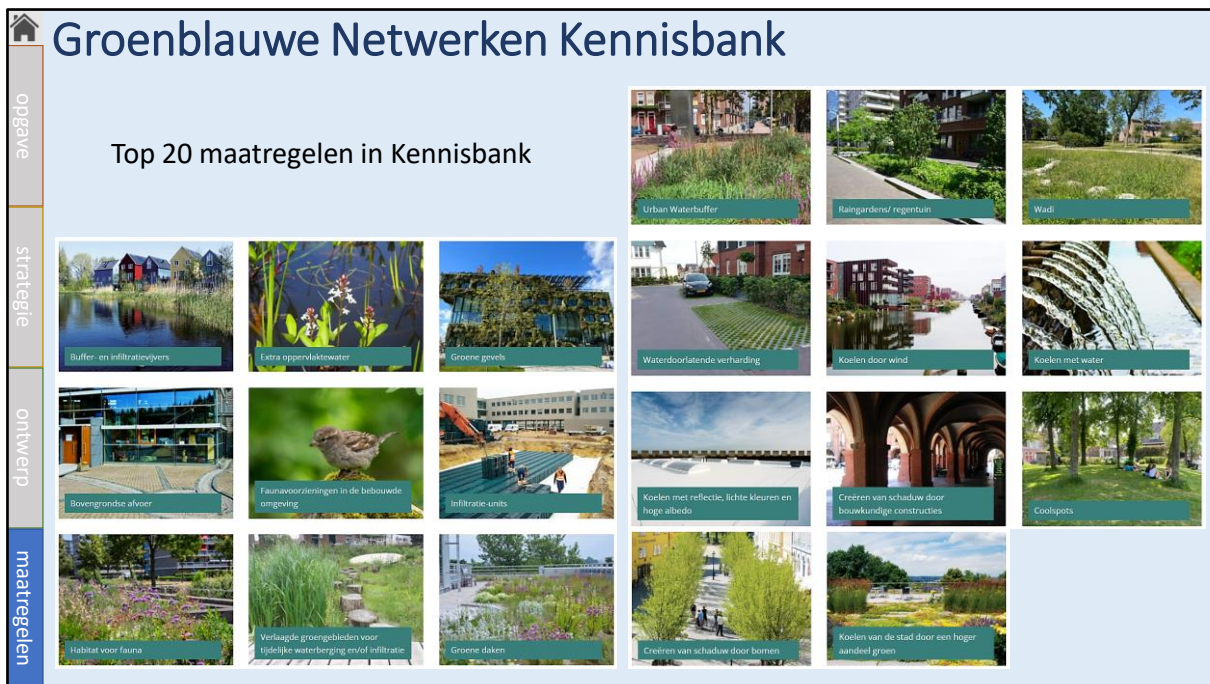 Groenblauwe Netwerken Kennisbank
opgave
strategie
ontwerp
maatregelen
Top 20 maatregelen in Kennisbank
Buffer- en infiltratievijvers
Extra oppervlaktewater
Groene gevels
Bovengrondse afvoer
Faunavoorzieningen in de bebouwde
omgeving
Infiltratie-units
Habitat voor fauna
Verlaagde groengebieden voor
tijdelijke waterberging en/of infiltratie
Groene daken
Urban Waterbuffer
Raingardens/ regentuin
Wadi
Waterdoorlatende verharding
Koelen door wind
Koelen met water
Koelen met reflectie, lichte kleuren en
hoge albedo
Creëren van schaduw door
bouwkundige constructies
Coolspots
Creëren van schaduw door bomen
Koelen van de stad door een hoger
aandeel groen